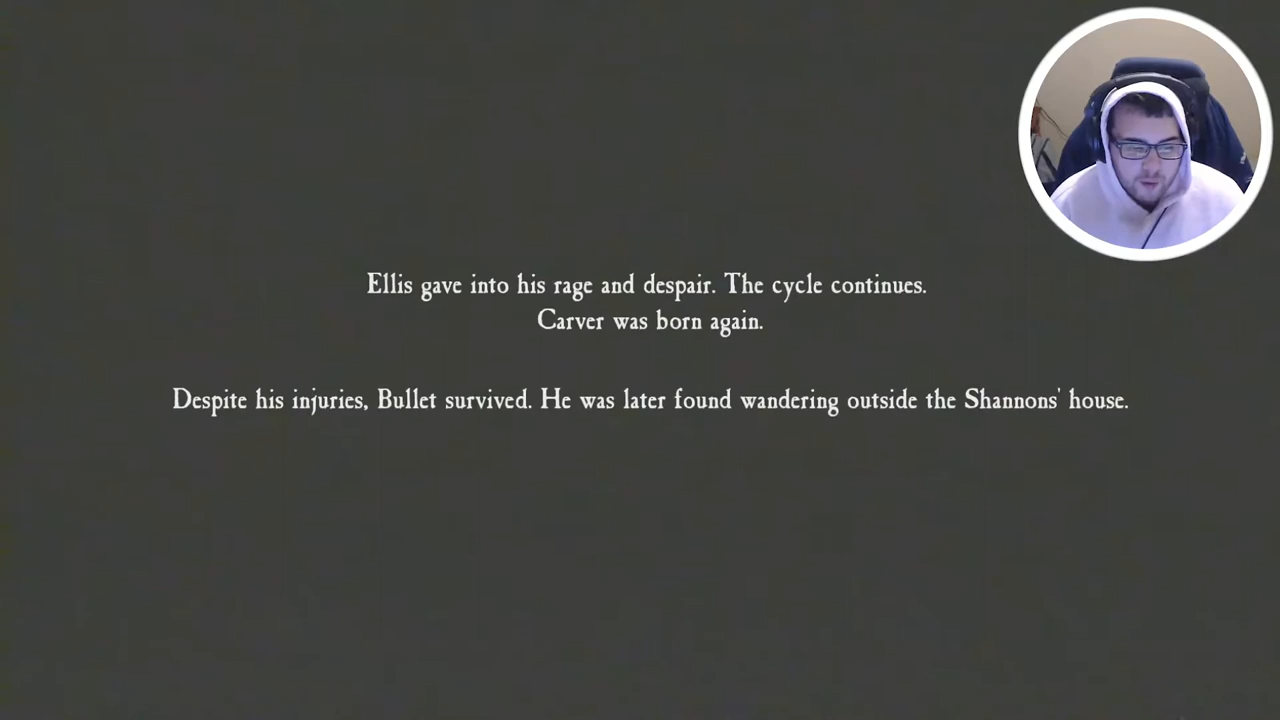 Ellis gave into his rage and despair. The cycle continues.
Carver was born again.
Despite his injuries, Bullet survived. He was later found wandering outside the Shannons' house.